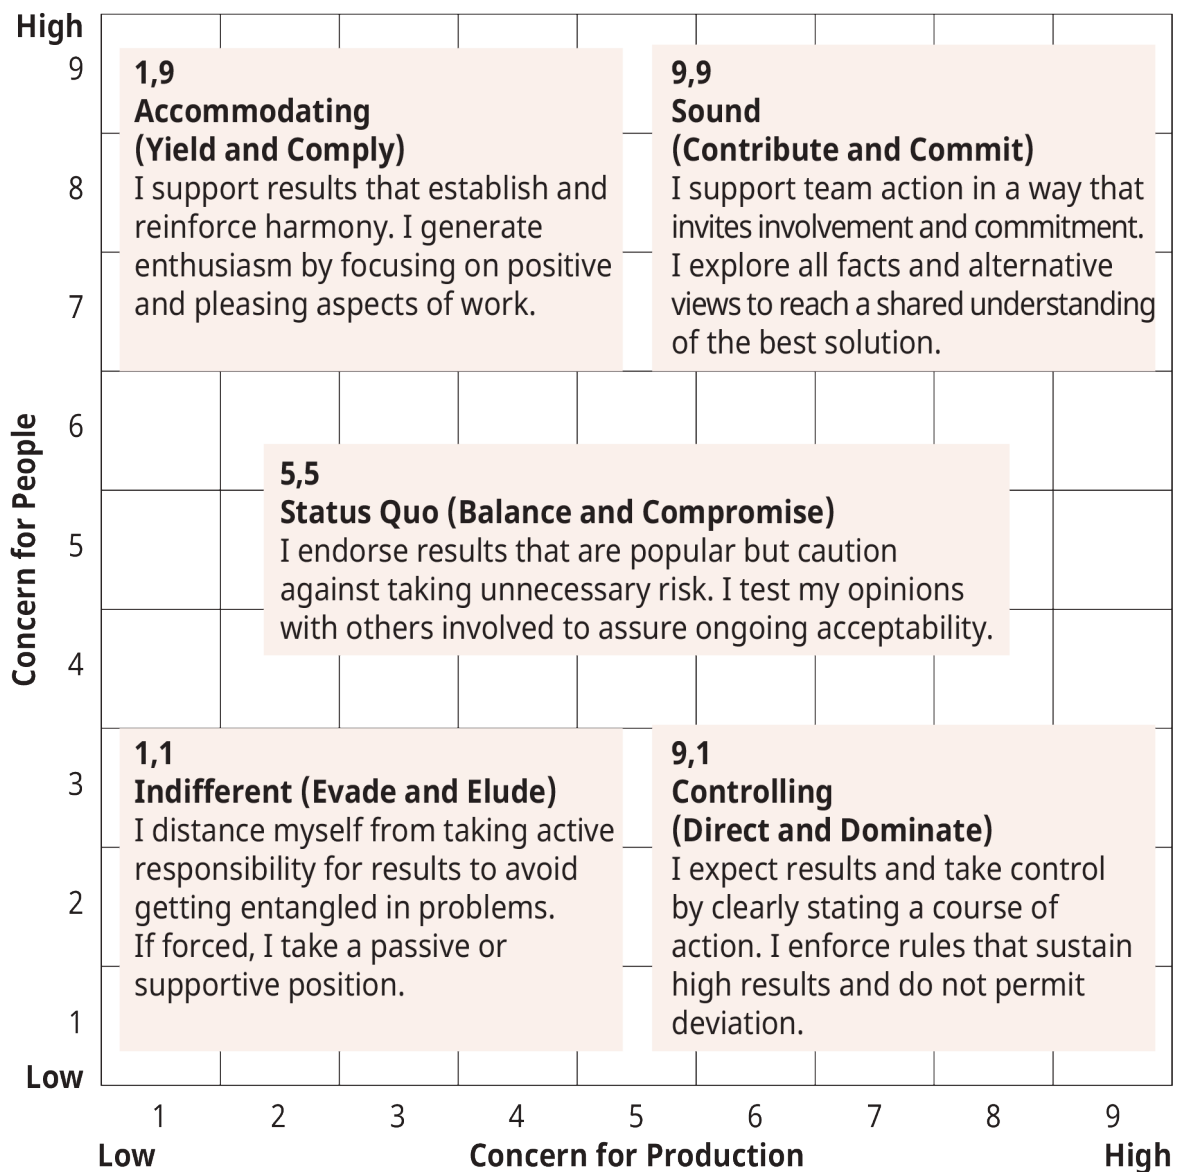 High
9
8
7
6
5
4
3
2
1
Low
Concern for People
1,9
Accommodating
(Yield and Comply)
I support results that establish and
reinforce harmony. I generate
enthusiasm by focusing on positive
and pleasing aspects of work.
9,9
Sound
(Contribute and Commit)
I support team action in a way that
invites involvement and commitment.
I explore all facts and alternative
views to reach a shared understanding
of the best solution.
5,5
Status Quo (Balance and Compromise)
I endorse results that are popular but caution
against taking unnecessary risk. I test my opinions
with others involved to assure ongoing acceptability.
1,1
Indifferent (Evade and Elude)
I distance myself from taking active
responsibility for results to avoid
getting entangled in problems.
If forced, I take a passive or
supportive position.
9,1
Controlling
(Direct and Dominate)
I expect results and take control
by clearly stating a course of
action. I enforce rules that sustain
high results and do not permit
deviation.
1 2 3 4 5 6 7 8 9
Low Concern for Production High